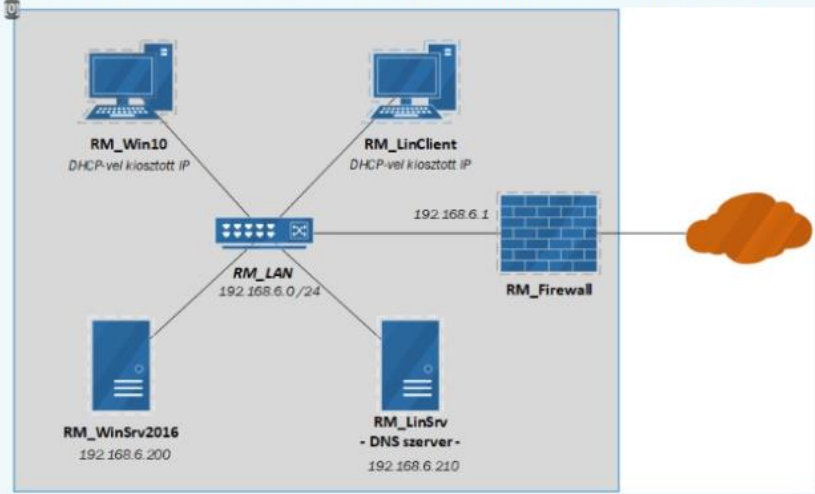 RM_Win10
DHCP-vel kiosztott IP
RM_LinClient
DHCP-vel kiosztott IP
192.168.6.1
RM_LAN
192.168.6.0/24
RM_Firewall
RM_WinSrv2016
192.168.6.200
RM_LinSrv
- DNS szerver -
192.168.6.210